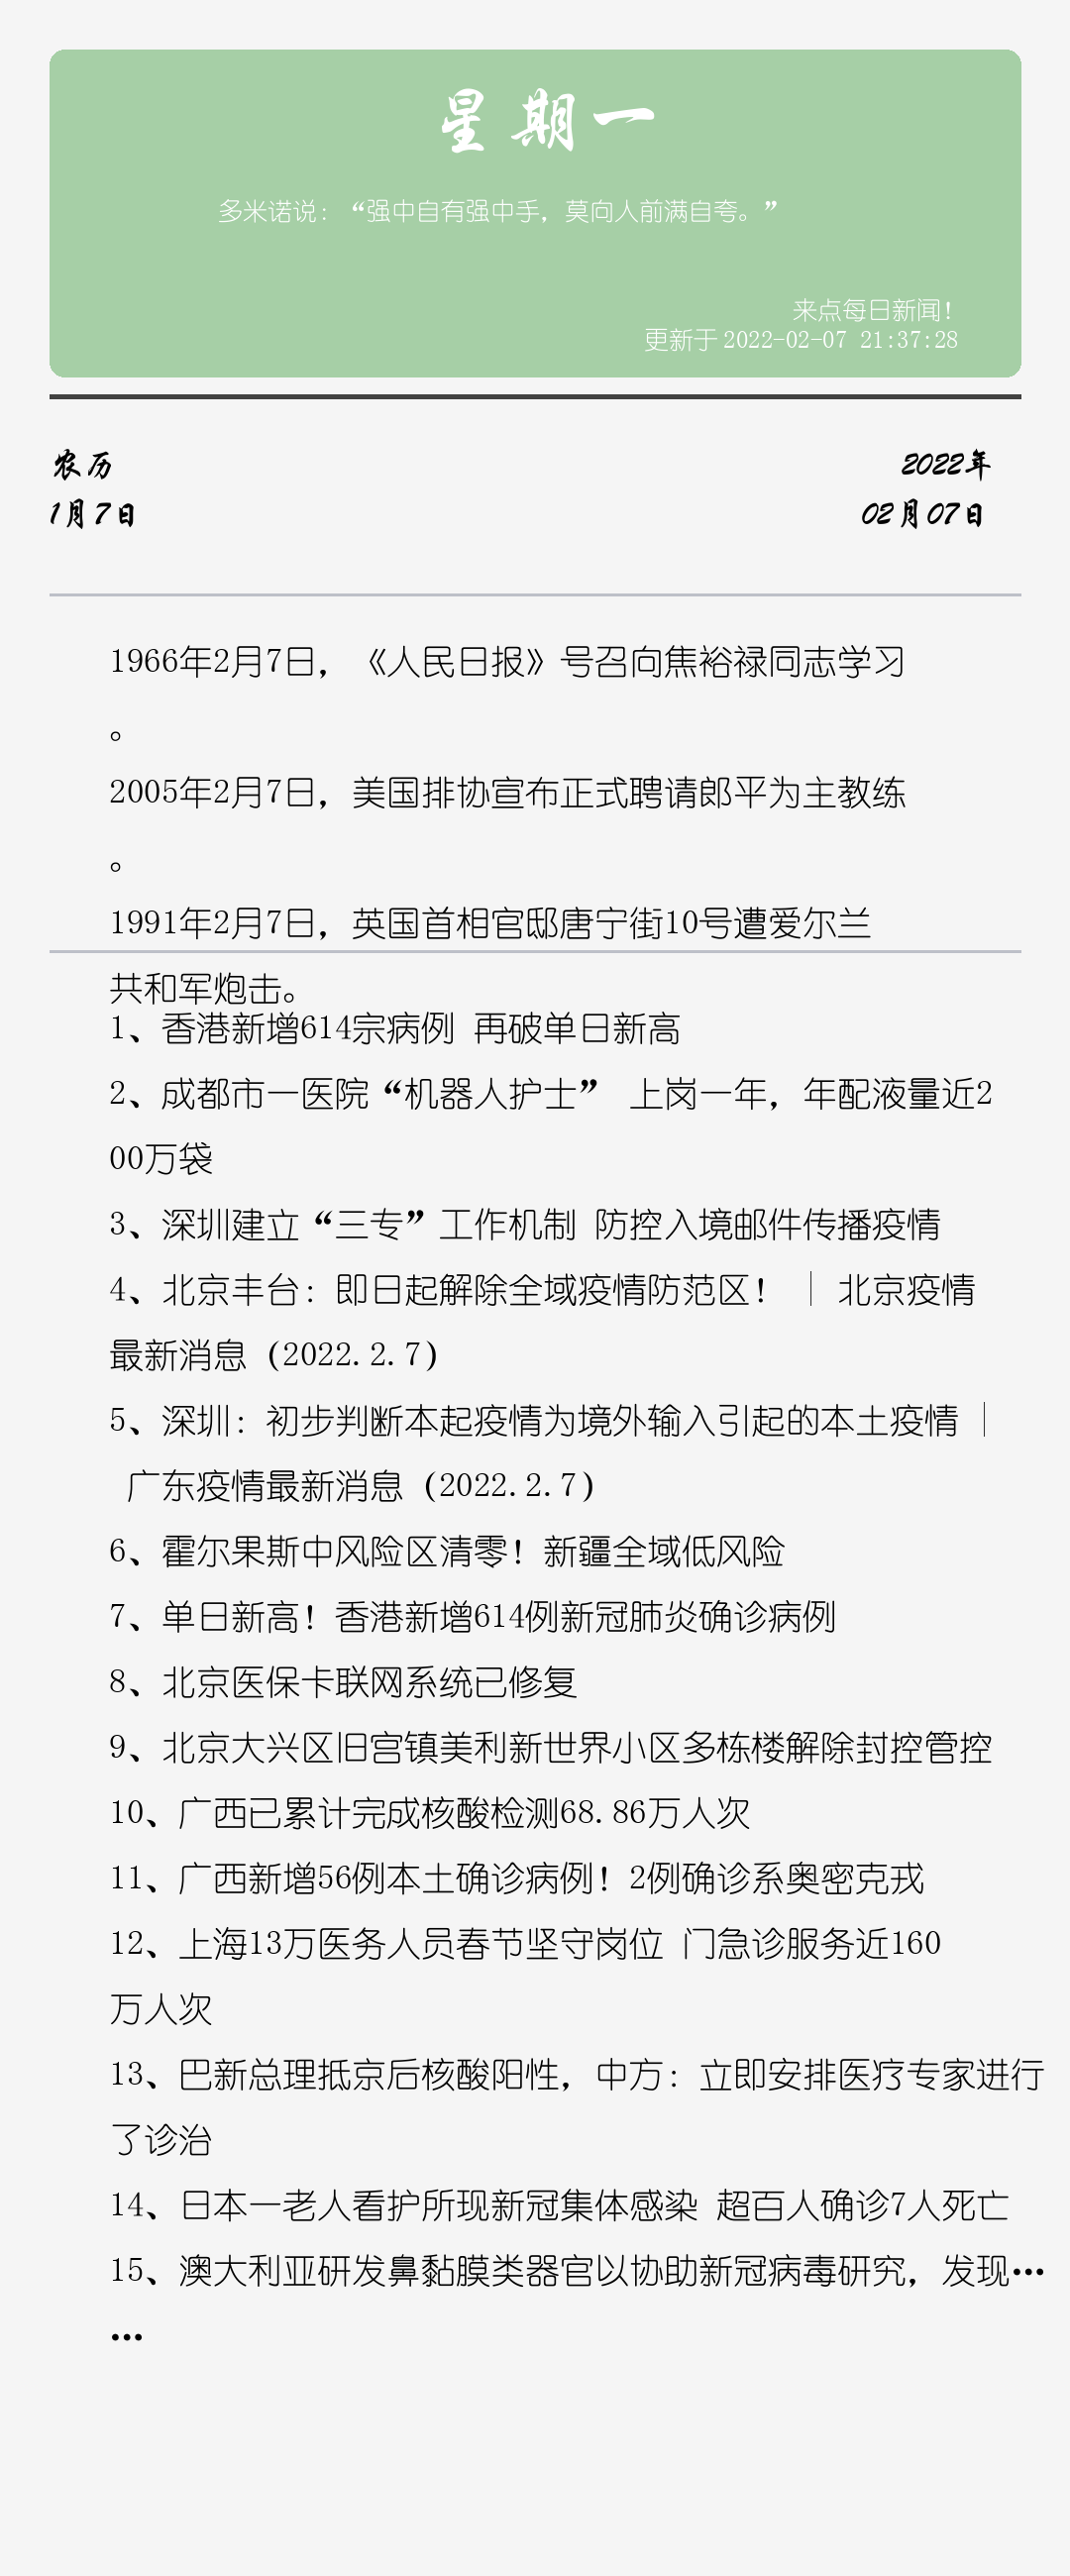 星期一
多米诺说：“强中自有强中手，莫向人前满自夸。”
来点每日新闻！
更新于 2022-02-07 21:37:28
农历
2022年
1月7日
02月07日
1966年2月7日，《人民日报》号召向焦裕禄同志学习
。
2005年2月7日，美国排协宣布正式聘请郎平为主教练
。
1991年2月7日，英国首相官邸唐宁街10号遭爱尔兰
共和军炮击。
1、香港新增614宗病例 再破单日新高
2、成都市一医院“机器人护士” 上岗一年，年配液量近2
00万袋
3、深圳建立“三专”工作机制 防控入境邮件传播疫情
4、北京丰台：即日起解除全域疫情防范区！ | 北京疫情
最新消息（2022.2.7）
5、深圳：初步判断本起疫情为境外输入引起的本土疫情 |
广东疫情最新消息（2022.2.7）
6、霍尔果斯中风险区清零！新疆全域低风险
7、单日新高！香港新增614例新冠肺炎确诊病例
8、北京医保卡联网系统已修复
9、北京大兴区旧宫镇美利新世界小区多栋楼解除封控管控
10、广西已累计完成核酸检测68.86万人次
11、广西新增56例本土确诊病例！2例确诊系奥密克戎
12、上海13万医务人员春节坚守岗位 门急诊服务近160
万人次
13、巴新总理抵京后核酸阳性，中方：立即安排医疗专家进行
了诊治
14、日本一老人看护所现新冠集体感染 超百人确诊7人死亡
15、澳大利亚研发鼻黏膜类器官以协助新冠病毒研究，发现…
…